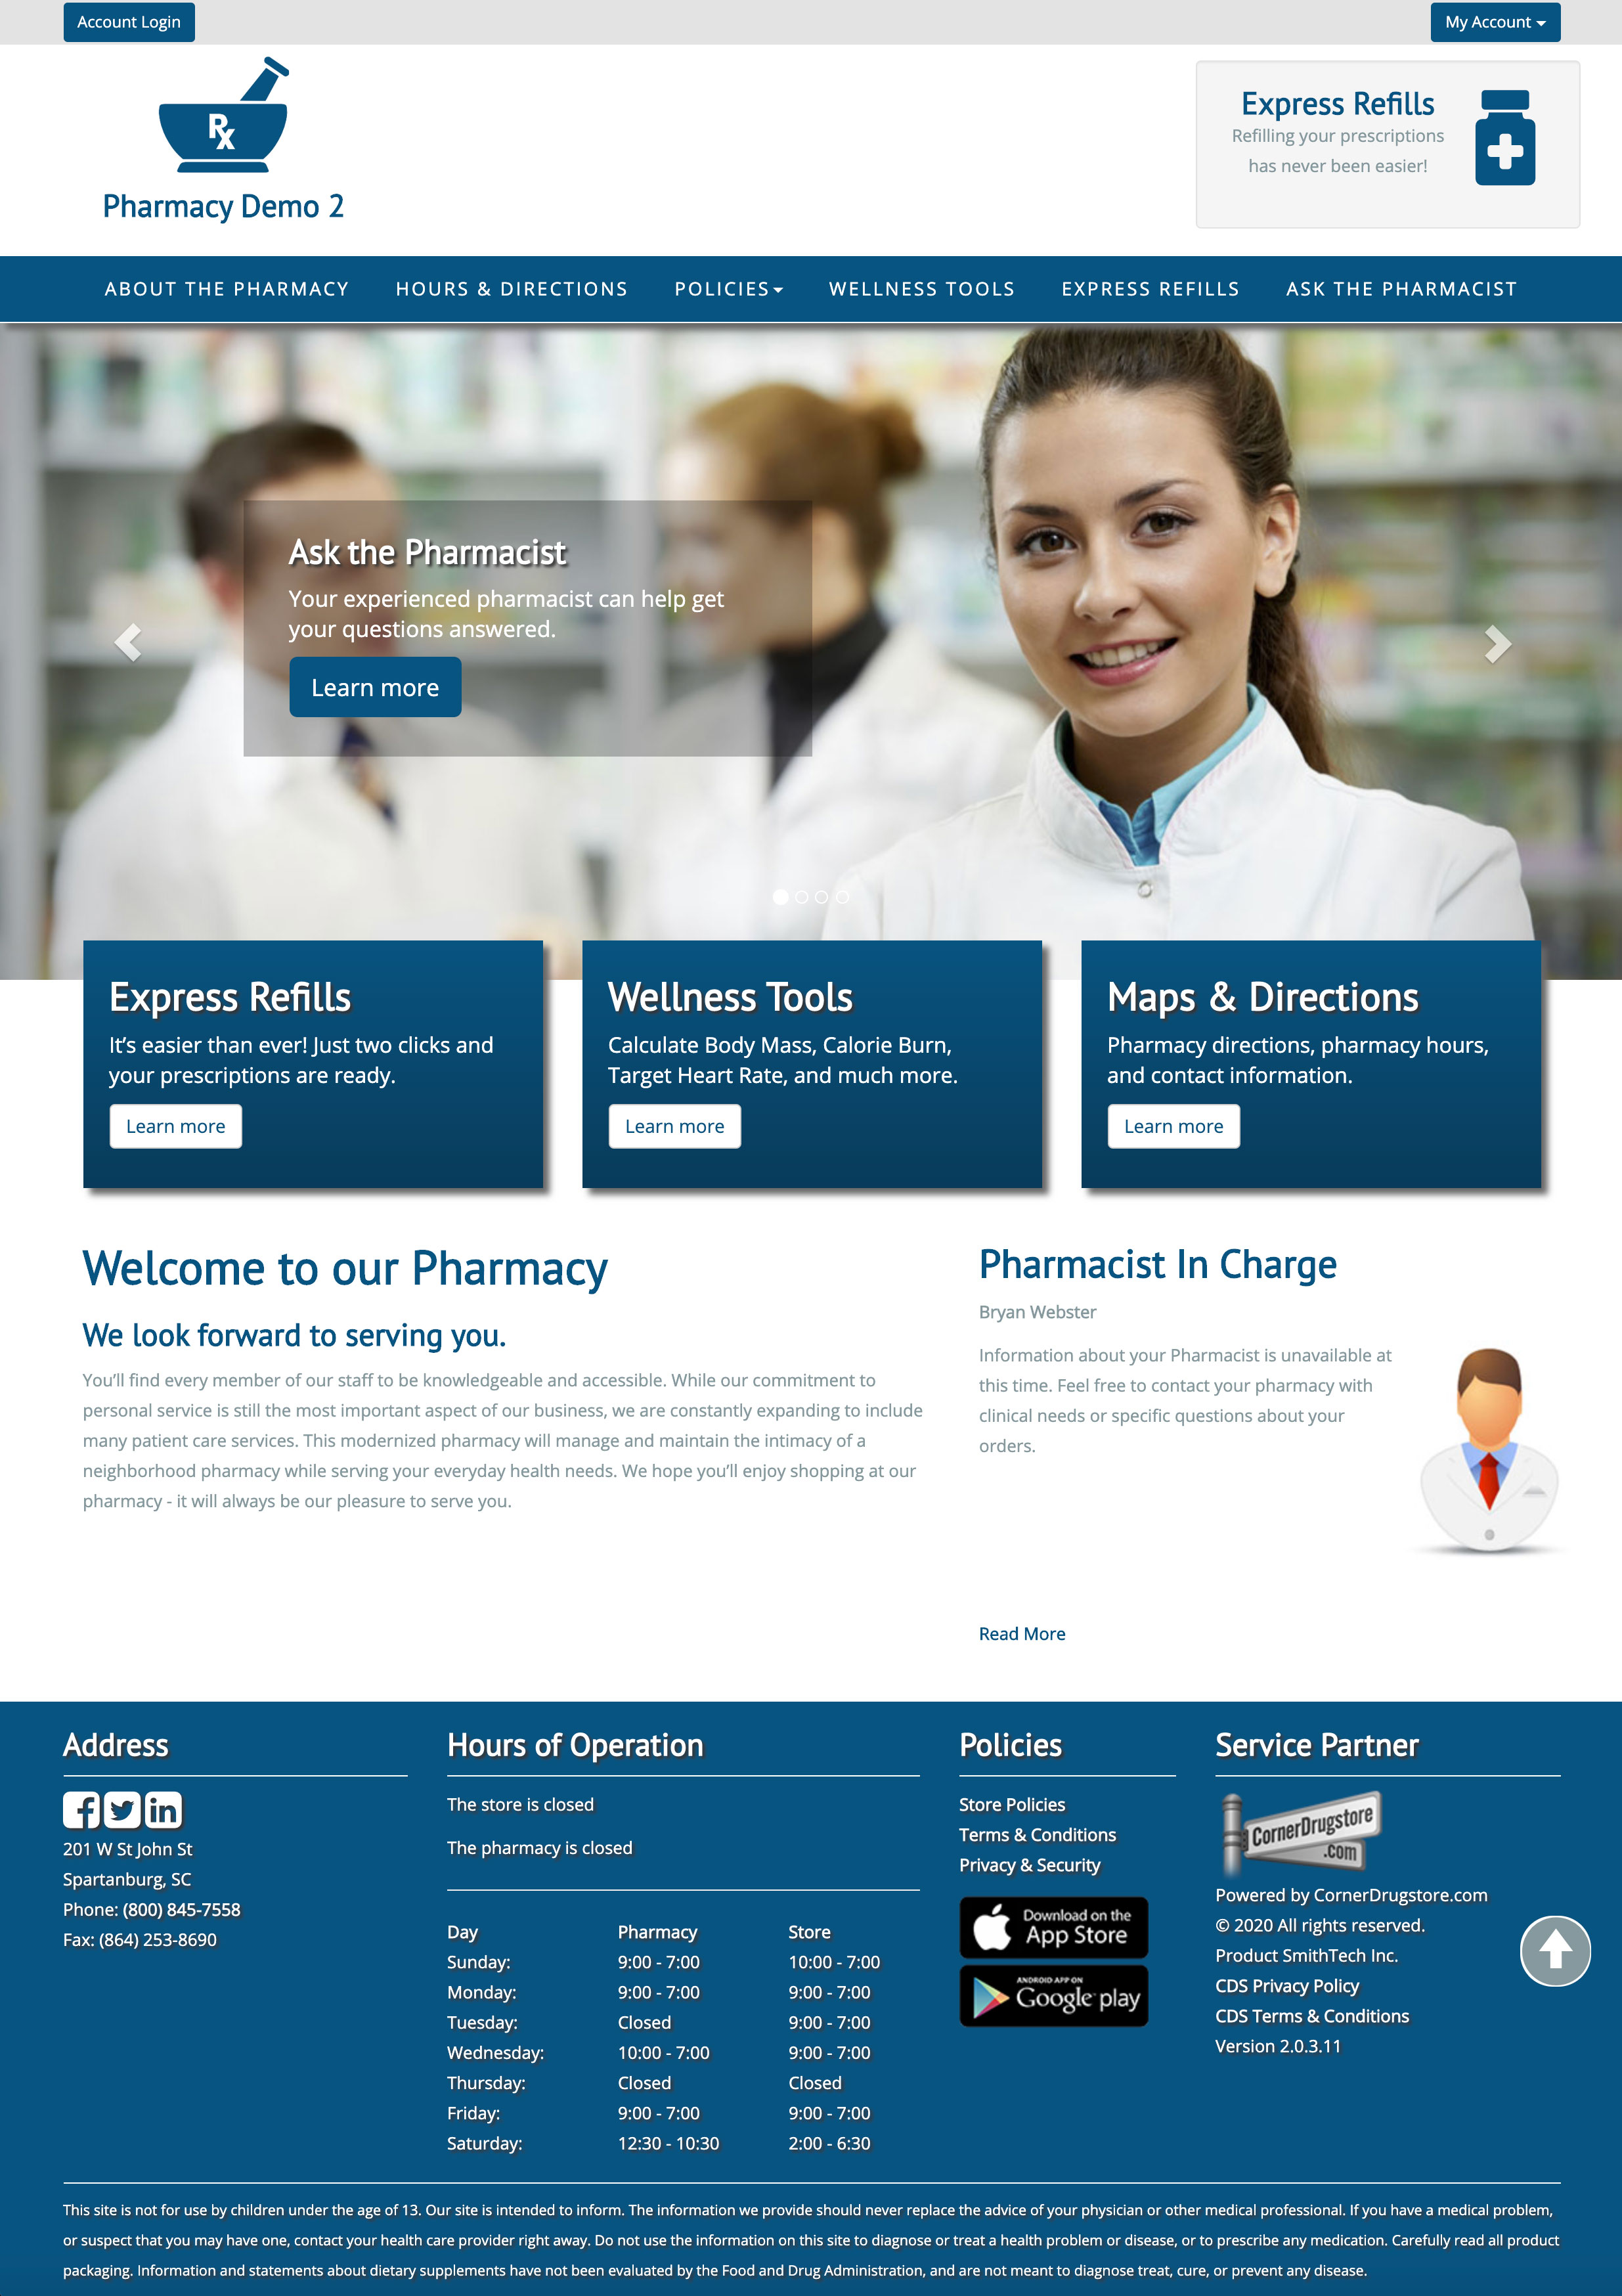 Account Login
My Account
Rx
Pharmacy Demo 2
Express Refills
Refilling your prescriptions
has never been easier!
ABOUT THE PHARMACY
HOURS & DIRECTIONS
POLICIES
WELLNESS TOOLS
EXPRESS REFILLS
ASK THE PHARMACIST
Ask the Pharmacist
Your experienced pharmacist can help get
your questions answered.
Learn more
Express Refills
It's easier than ever! Just two clicks and
your prescriptions are ready.
Learn more
Wellness Tools
Calculate Body Mass, Calorie Burn,
Target Heart Rate, and much more.
Learn more
Maps & Directions
Pharmacy directions, pharmacy hours,
and contact information.
Learn more
Welcome to our Pharmacy
We look forward to serving you.
You'll find every member of our staff to be knowledgeable and accessible. While our commitment to
personal service is still the most important aspect of our business, we are constantly expanding to include
many patient care services. This modernized pharmacy will manage and maintain the intimacy of a
neighborhood pharmacy while serving your everyday health needs. We hope you'll enjoy shopping at our
pharmacy - it will always be our pleasure to serve you.
Pharmacist In Charge
Bryan Webster
Information about your Pharmacist is unavailable at
this time. Feel free to contact your pharmacy with
clinical needs or specific questions about your
orders.
Read More
Address
201 W St John St
Spartanburg, SC
Phone: (800) 845-7558
Fax: (864) 253-8690
Hours of Operation
The store is closed
The pharmacy is closed
Day Pharmacy Store
Sunday: 9:00 - 7:00 10:00 - 7:00
Monday: 9:00 - 7:00 9:00 - 7:00
Tuesday: Closed 9:00 - 7:00
Wednesday: 10:00 - 7:00 9:00 - 7:00
Thursday: Closed Closed
Friday: 9:00 - 7:00 9:00 - 7:00
Saturday: 12:30 - 10:30 2:00 - 6:30
Policies
Store Policies
Terms & Conditions
Privacy & Security
Download on the
App Store
ANDROID APP ON
Google play
Service Partner
CornerDrugstore
.com
Powered by CornerDrugstore.com
© 2020 All rights reserved.
Product SmithTech Inc.
CDS Privacy Policy
CDS Terms & Conditions
Version 2.0.3.11
This site is not for use by children under the age of 13. Our site is intended to inform. The information we provide should never replace the advice of your physician or other medical professional. If you have a medical problem,
or suspect that you may have one, contact your health care provider right away. Do not use the information on this site to diagnose or treat a health problem or disease, or to prescribe any medication. Carefully read all product
packaging. Information and statements about dietary supplements have not been evaluated by the Food and Drug Administration, and are not meant to diagnose treat, cure, or prevent any disease.